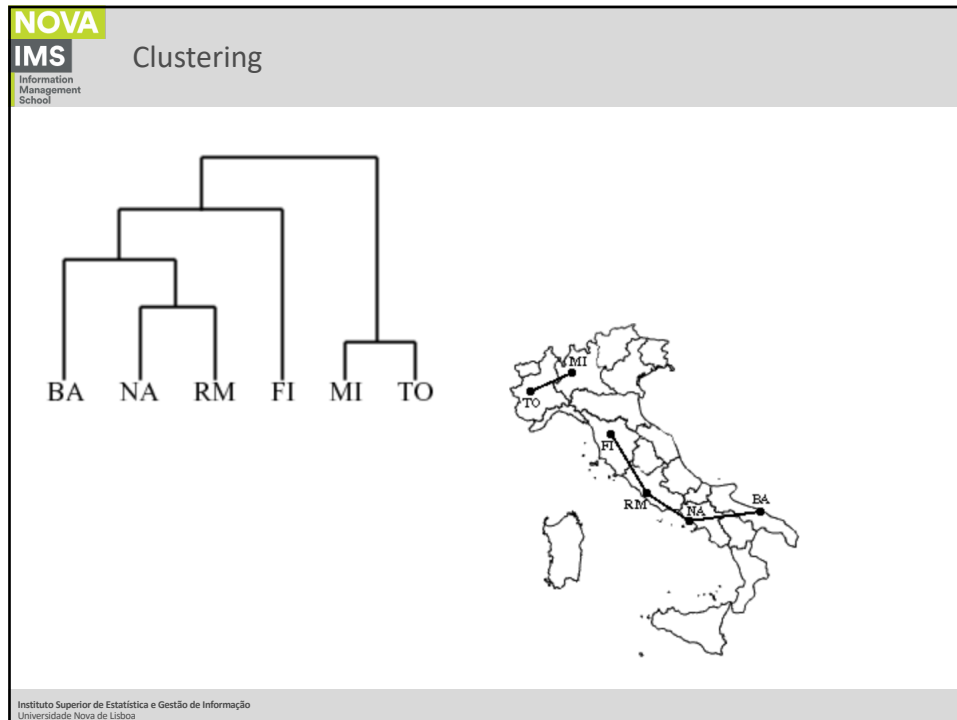 NOVA
IMS
Information
Management
School
Clustering
BA NA RM FI MI TO
MI
TO
FI
RM
NA
BA
Instituto Superior de Estatística e Gestão de Informação
Universidade Nova de Lisboa